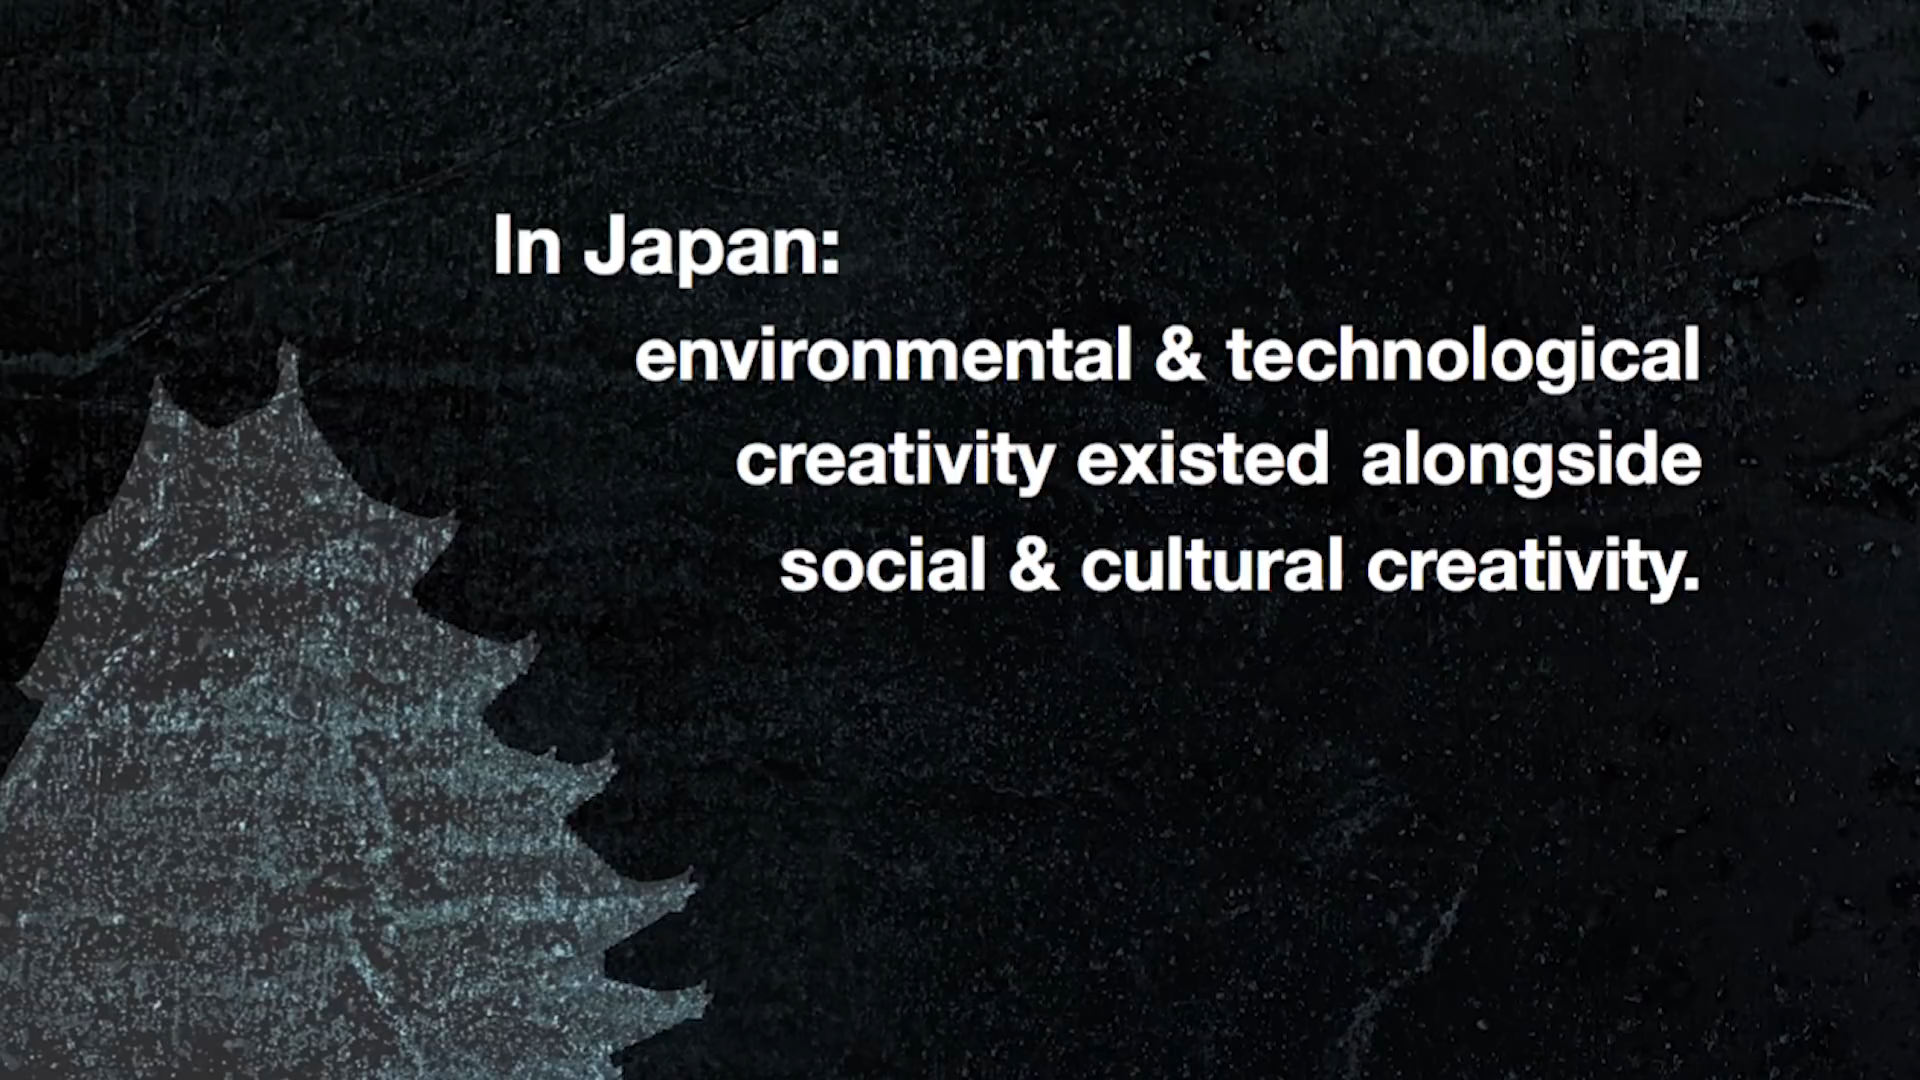 In Japan:
environmental & technological
creativity existed alongside
social & cultural creativity.